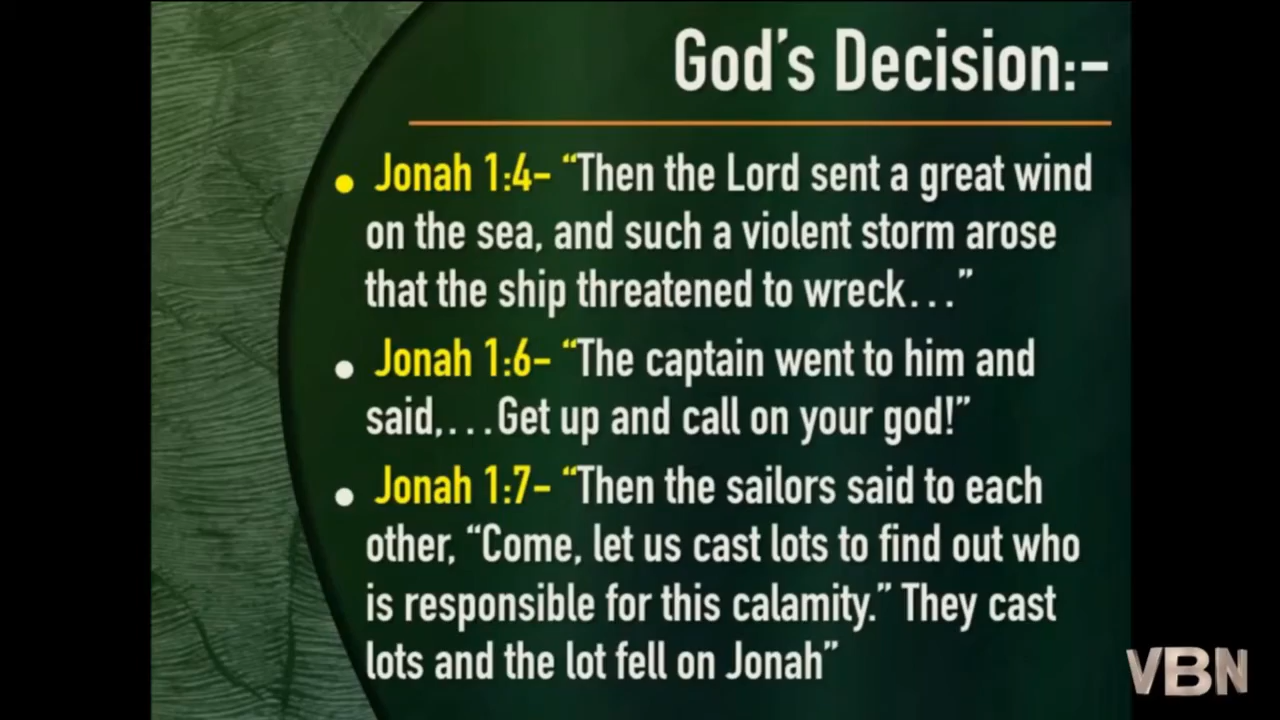 God’s Decision:–
• Jonah 1:4– “Then the Lord sent a great wind
on the sea, and such a violent storm arose
that the ship threatened to wreck...”
• Jonah 1:6– “The captain went to him and
said,...Get up and call on your god!”
• Jonah 1:7– “Then the sailors said to each
other, “Come, let us cast lots to find out who
is responsible for this calamity.” They cast
lots and the lot fell on Jonah”
VBN